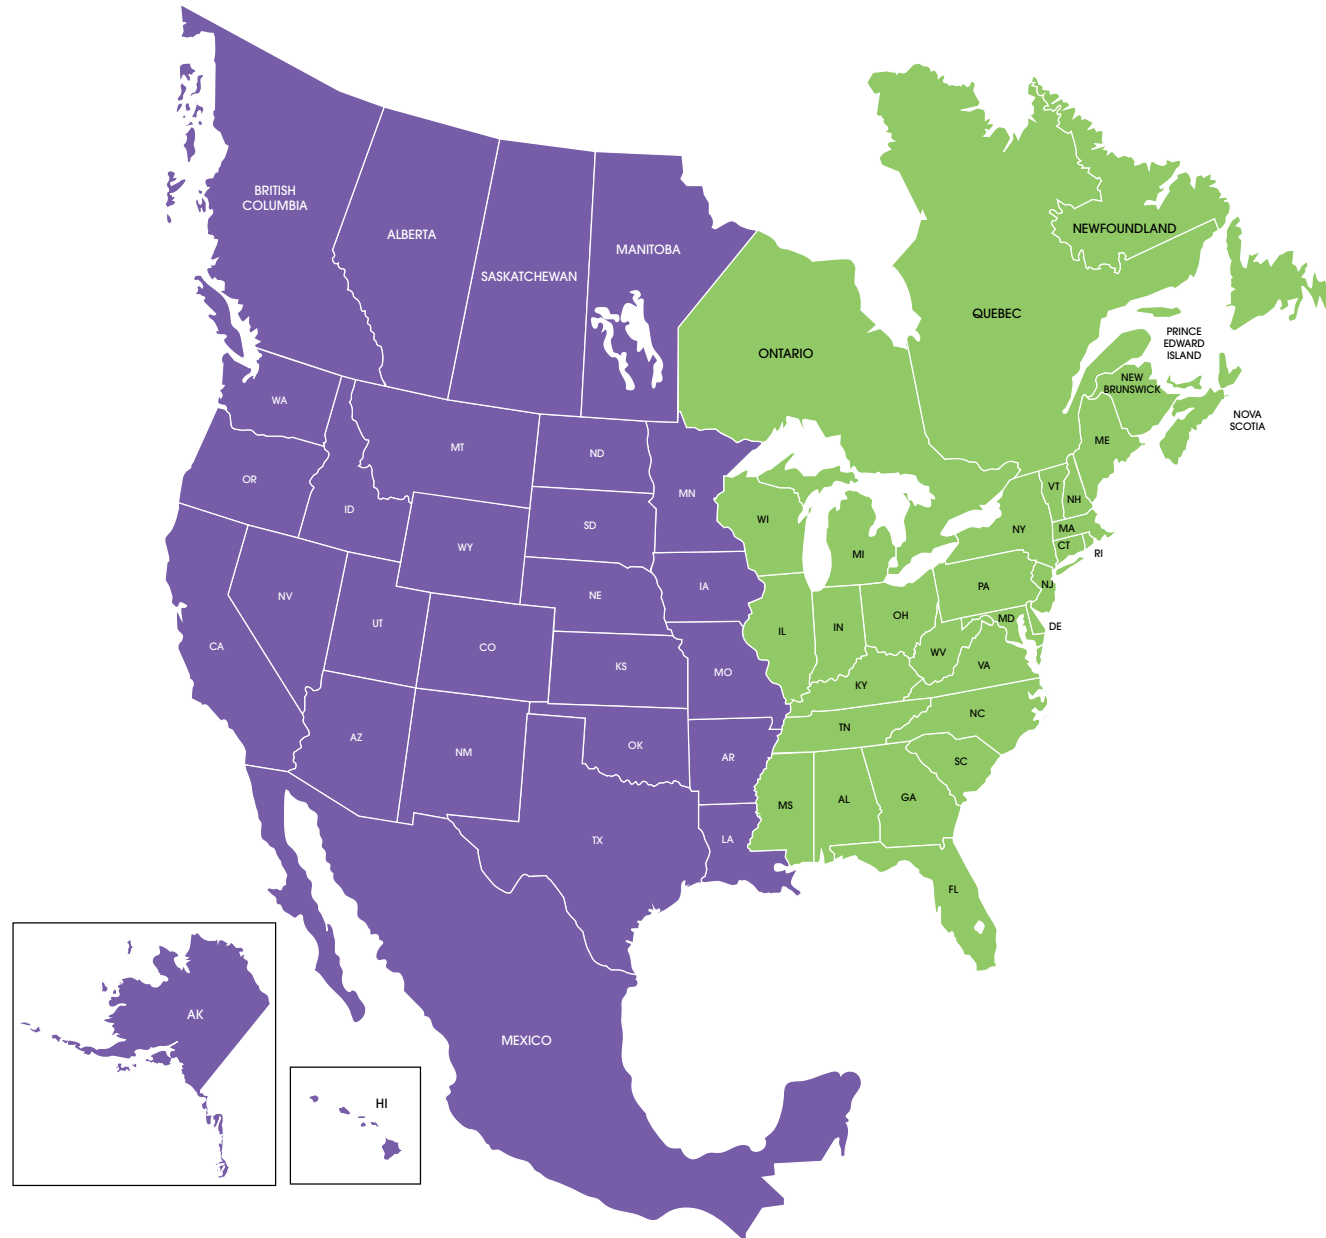 BRITISH
COLUMBIA
ALBERTA
SASKATCHEWAN
MANITOBA
ONTARIO
QUEBEC
NEWFOUNDLAND
PRINCE
EDWARD
ISLAND
NEW
BRUNSWICK
NOVA
SCOTIA
WA
MT
ND
MN
ME
OR
ID
SD
WI
MI
NY
VT
NH
MA
CT
RI
WY
IA
NE
NV
UT
CO
CA
IL
IN
OH
PA
NJ
MD
DE
WV
VA
KS
MO
KY
NC
TN
AZ
NM
OK
AR
SC
MS
AL
GA
TX
LA
FL
AK
HI
MEXICO